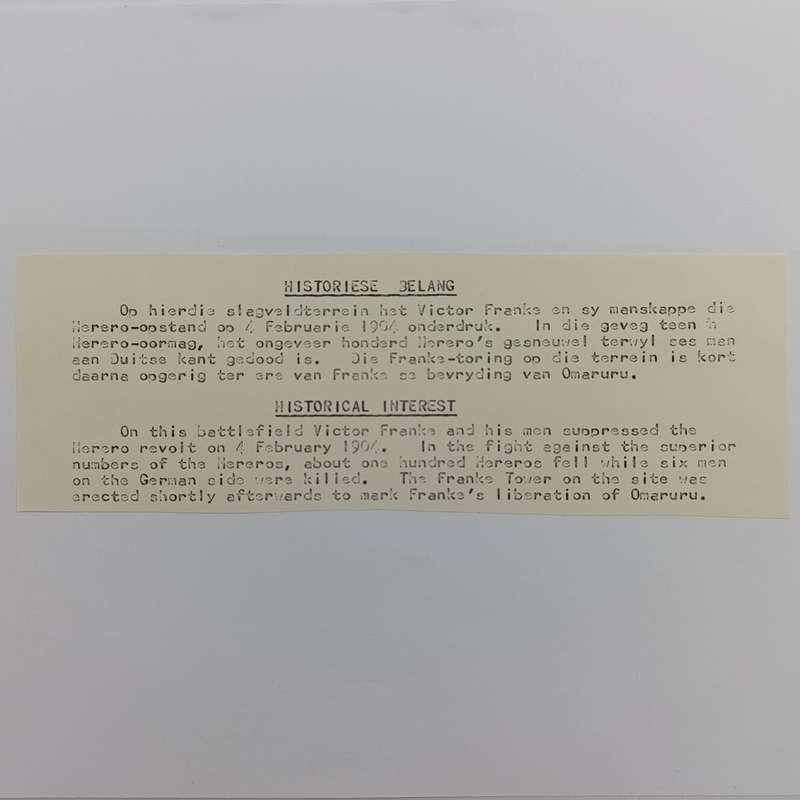 HISTORIESE BELANG
Op hierdie slagveldterrein het Victor Franke en sy manskappe die
Herero-opstand op 4 Februarie 1904 onderdruk. In die geveg teen 'n
Herero-oormag, het ongeveer honderd Herero's gesneuwel terwyl ses man
aan Duitse kant gedood is. Die Franke-toring op die terrein is kort
daarna opgerig ter ere van Franke se bevryding van Omaruru.
HISTORICAL INTEREST
On this battlefield Victor Franke and his men suppressed the
Herero revolt on 4 February 1904. In the fight against the superior
numbers of the Hereros, about one hundred Hereros fell while six men
on the German side were killed. The Franke Tower on the site was
erected shortly afterwards to mark Franke's liberation of Omaruru.